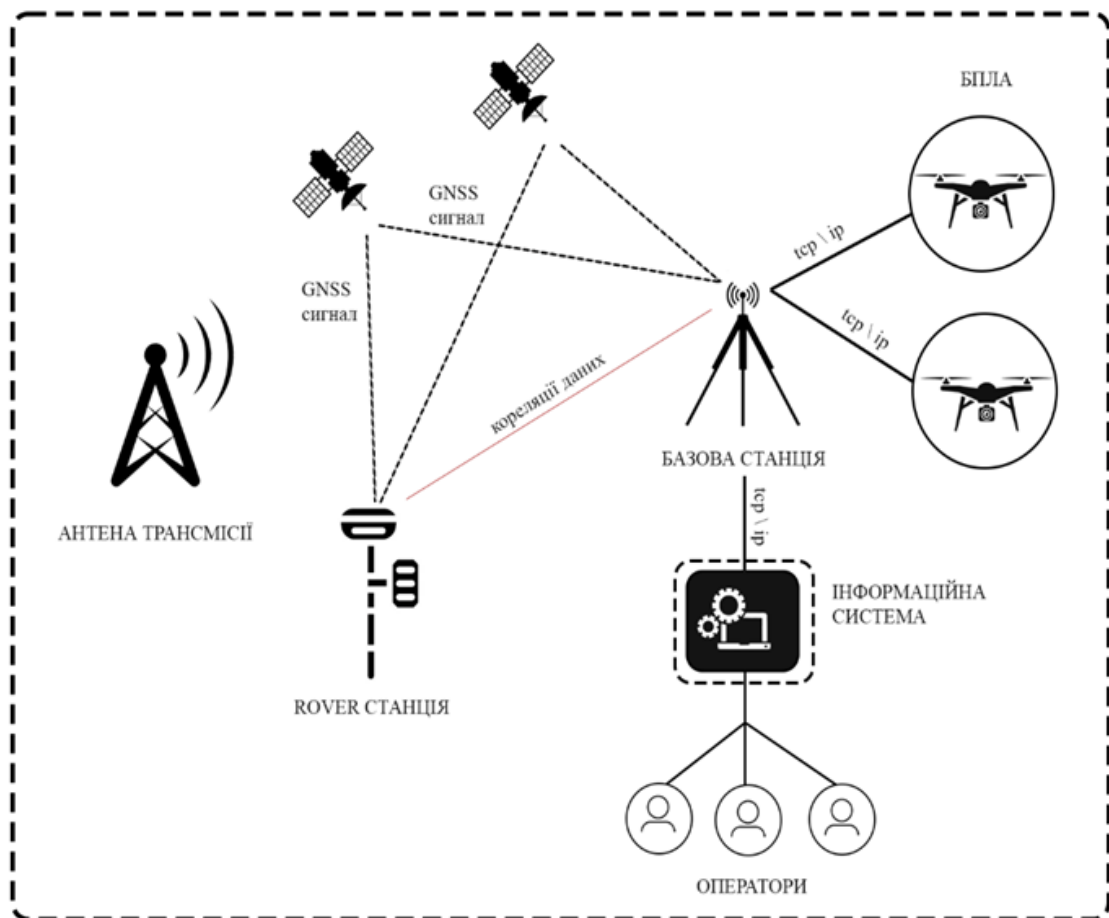 БПЛА
GNSS
сигнал
tcp \ ip
GNSS
сигнал
tcp \ ip
кореляції даних
БАЗОВА СТАНЦІЯ
АНТЕНА ТРАНСМІСІЇ
tcp \ ip
ІНФОРМАЦІЙНА
СИСТЕМА
ROVER СТАНЦІЯ
ОПЕРАТОРИ